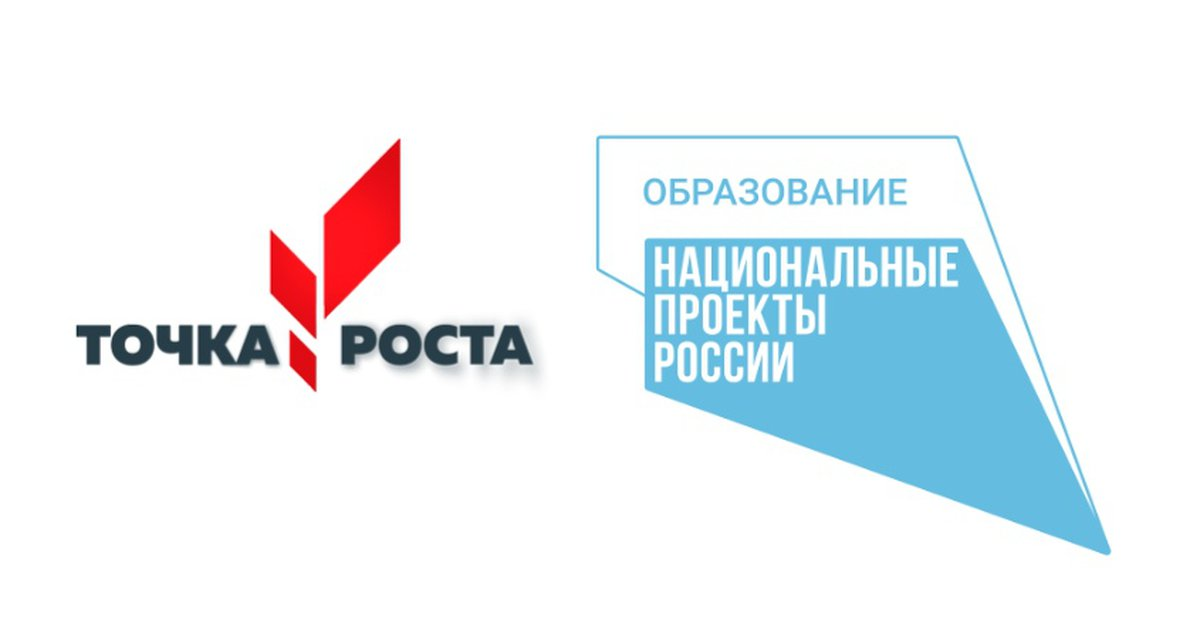 ТОЧКА РОСТА
ОБРАЗОВАНИЕ
НАЦИОНАЛЬНЫЕ
ПРОЕКТЫ
РОССИИ